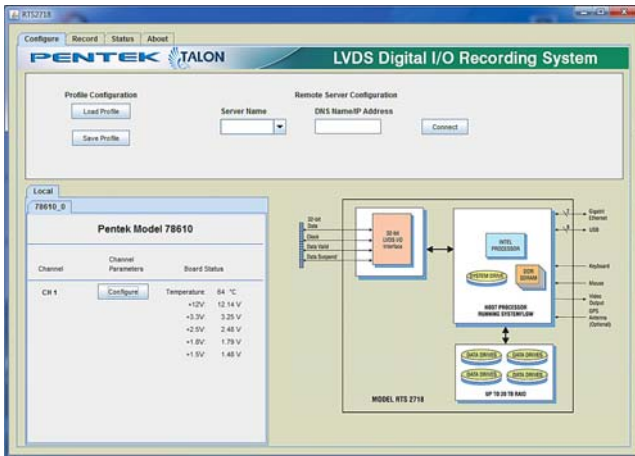 RTS2718
Configure Record Status About
PENTEK TALON LVDS Digital I/O Recording System
Profile Configuration
Load Profile
Save Profile
Remote Server Configuration
Server Name DNS Name/IP Address
Connect
Local
78610_0
Pentek Model 78610
Channel Channel Parameters Board Status
CH 1 Configure Temperature: 64 °C
+12V: 12.14 V
+3.3V: 3.25 V
+2.5V: 2.48 V
+1.8V: 1.79 V
+1.5V: 1.48 V
32-bit
Data
Clock
Data Valid
Data Suspend
32-bit
LVDS I/O
Interface
INTEL
PROCESSOR
SYSTEM DRIVE
DDR
SDRAM
HOST PROCESSOR
RUNNING SYSTEMFLOW
Gigabit
Ethernet
USB
Keyboard
Mouse
Video
Output
GPS
Antenna
(Optional)
DATA DRIVES DATA DRIVES
DATA DRIVES DATA DRIVES
UP TO 20 TB RAID
MODEL RTS 2718